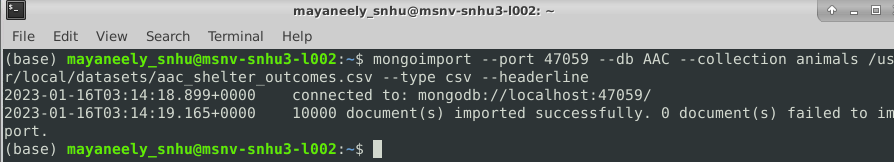 mayaneely_snhu@msnv-snhu3-l002: ~
File Edit View Search Terminal Help
(base) mayaneely_snhu@msnv-snhu3-l002:~$ mongoimport --port 47059 --db AAC --collection animals /us
r/local/datasets/aac_shelter_outcomes.csv --type csv --headerline
2023-01-16T03:14:18.899+0000 connected to: mongodb://localhost:47059/
2023-01-16T03:14:19.165+0000 10000 document(s) imported successfully. 0 document(s) failed to im
port.
(base) mayaneely_snhu@msnv-snhu3-l002:~$